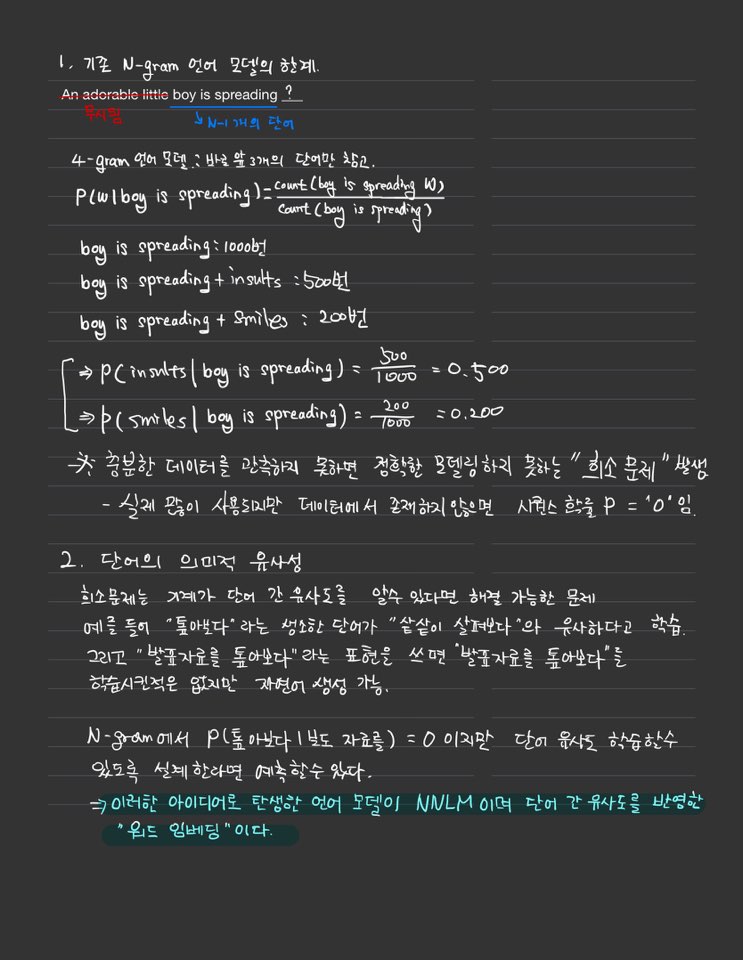 1. 기존 N-gram 언어 모델의 한계.
An adorable little boy is spreading ?
무시됨
↳ N-1개의 단어
4-gram 언어 모델 : 바로 앞 3개의 단어만 참고.
P(w|boy is spreading) = count(boy is spreading w) / count(boy is spreading)
boy is spreading : 1000번
boy is spreading + insults : 500번
boy is spreading + smiles : 200번
⇒ P(insults | boy is spreading) = 500/1000 = 0.500
⇒ P(smiles | boy is spreading) = 200/1000 = 0.200
→※ 충분한 데이터를 관측하지 못하면 정확한 모델링하지 못하는 "희소 문제" 발생
- 실제 많이 사용되지만 데이터에서 존재하지 않으면 시퀀스 확률 P = '0' 임.
2. 단어의 의미적 유사성
희소문제는 기계가 단어 간 유사도를 알수 있다면 해결 가능한 문제
예를 들어 "톺아보다"라는 생소한 단어가 "샅샅이 살펴보다"와 유사하다고 학습.
그리고 "발표자료를 톺아보다"라는 표현을 쓰면 "발표자료를 톺아보다"를
학습시킨적은 없지만 자연어 생성 가능.
N-gram에서 P(톺아보다 | 보도 자료를) = 0 이지만 단어 유사도 학습할수
있도록 설계한다면 예측할수 있다.
⇒ 이러한 아이디어로 탄생한 언어 모델이 NNLM 이며 단어 간 유사도를 반영한
"워드 임베딩"이다.